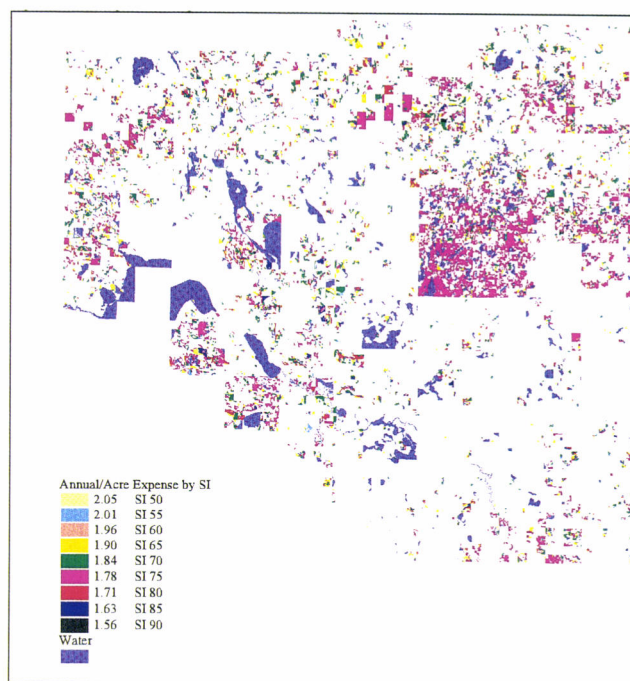 Annual/Acre Expense by SI
2.05 SI 50
2.01 SI 55
1.96 SI 60
1.90 SI 65
1.84 SI 70
1.78 SI 75
1.71 SI 80
1.63 SI 85
1.56 SI 90
Water